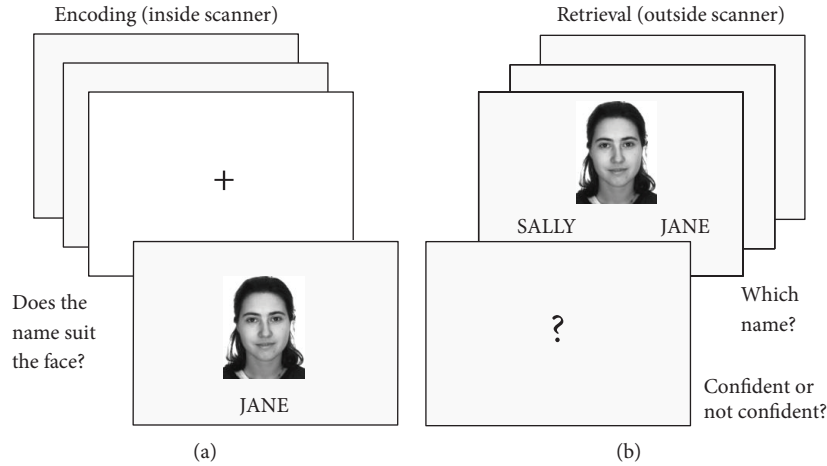 Encoding (inside scanner)
+
Does the
name suit
the face?
JANE
(a)
Retrieval (outside scanner)
SALLY JANE
Which
name?
?
Confident or
not confident?
(b)